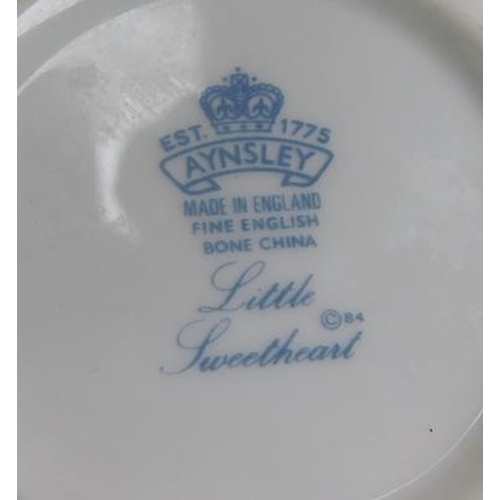 EST. 1775
AYNSLEY
MADE IN ENGLAND
FINE ENGLISH
BONE CHINA
Little
©84
Sweetheart